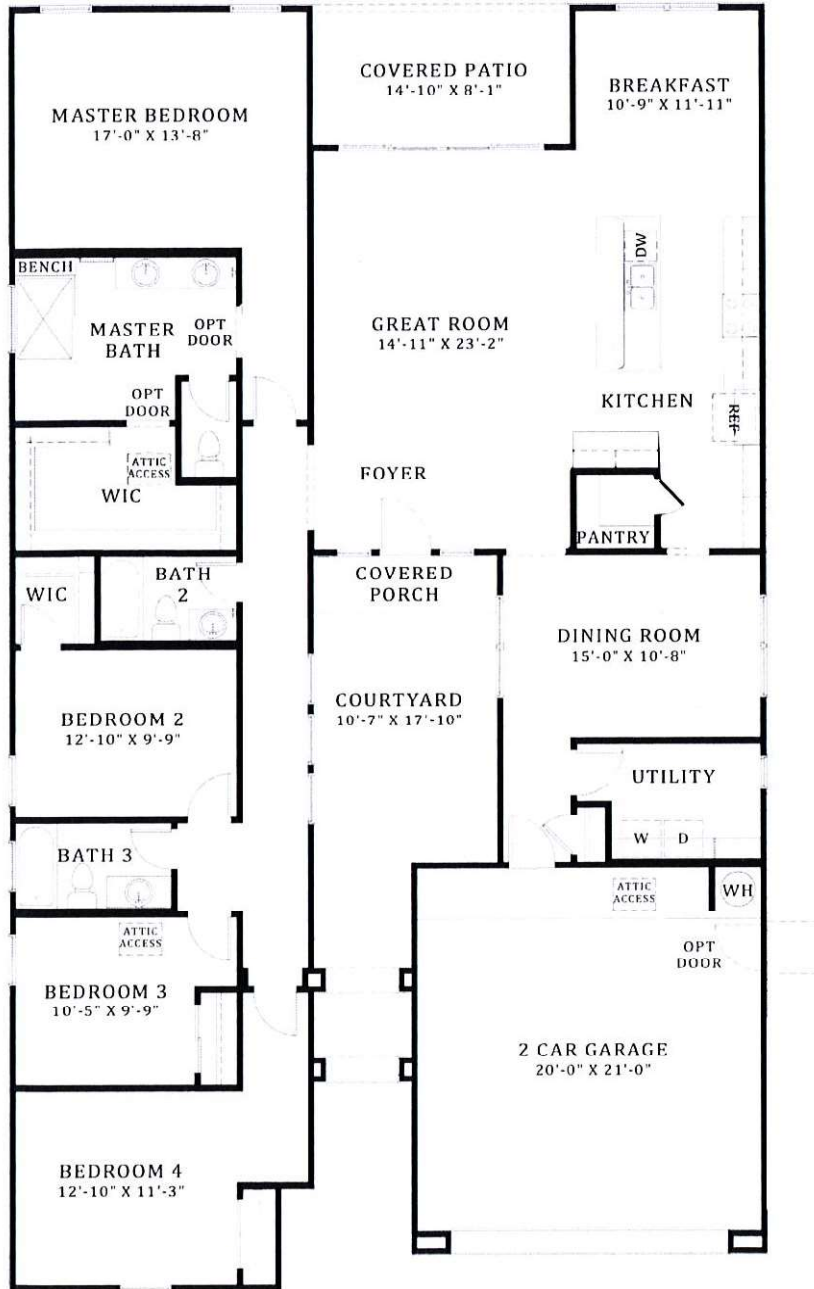 COVERED PATIO
14'-10" X 8'-1"
BREAKFAST
10'-9" X 11'-11"
MASTER BEDROOM
17'-0" X 13'-8"
DW
BENCH
MASTER
BATH
OPT
DOOR
GREAT ROOM
14'-11" X 23'-2"
OPT
DOOR
KITCHEN
REF
ATTIC
ACCESS
WIC
FOYER
PANTRY
WIC
BATH
2
COVERED
PORCH
DINING ROOM
15'-0" X 10'-8"
BEDROOM 2
12'-10" X 9'-9"
COURTYARD
10'-7" X 17'-10"
UTILITY
W
D
BATH 3
ATTIC
ACCESS
WH
ATTIC
ACCESS
OPT
DOOR
BEDROOM 3
10'-5" X 9'-9"
2 CAR GARAGE
20'-0" X 21'-0"
BEDROOM 4
12'-10" X 11'-3"